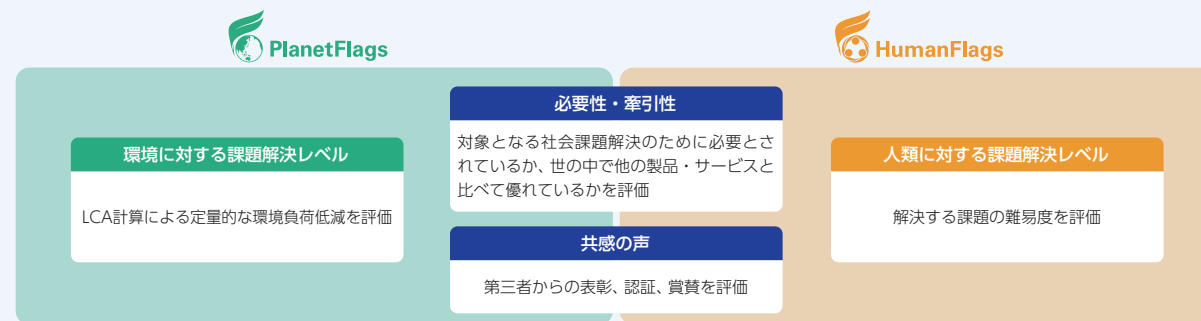 PlanetFlags
HumanFlags
環境に対する課題解決レベル
LCA計算による定量的な環境負荷低減を評価
必要性・牽引性
対象となる社会課題解決のために必要とさ
れているか、世の中で他の製品・サービスと
比べて優れているかを評価
共感の声
第三者からの表彰、認証、賞賛を評価
人類に対する課題解決レベル
解決する課題の難易度を評価